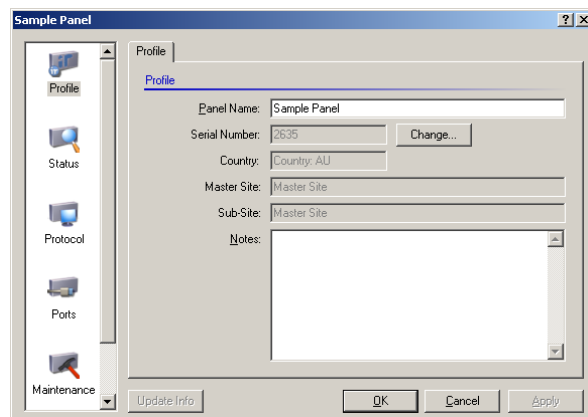 Sample Panel
Profile
Status
Protocol
Ports
Maintenance
Profile
Profile
Panel Name: Sample Panel
Serial Number: 2635 Change...
Country: Country: AU
Master Site: Master Site
Sub-Site: Master Site
Notes:
Update Info OK Cancel Apply